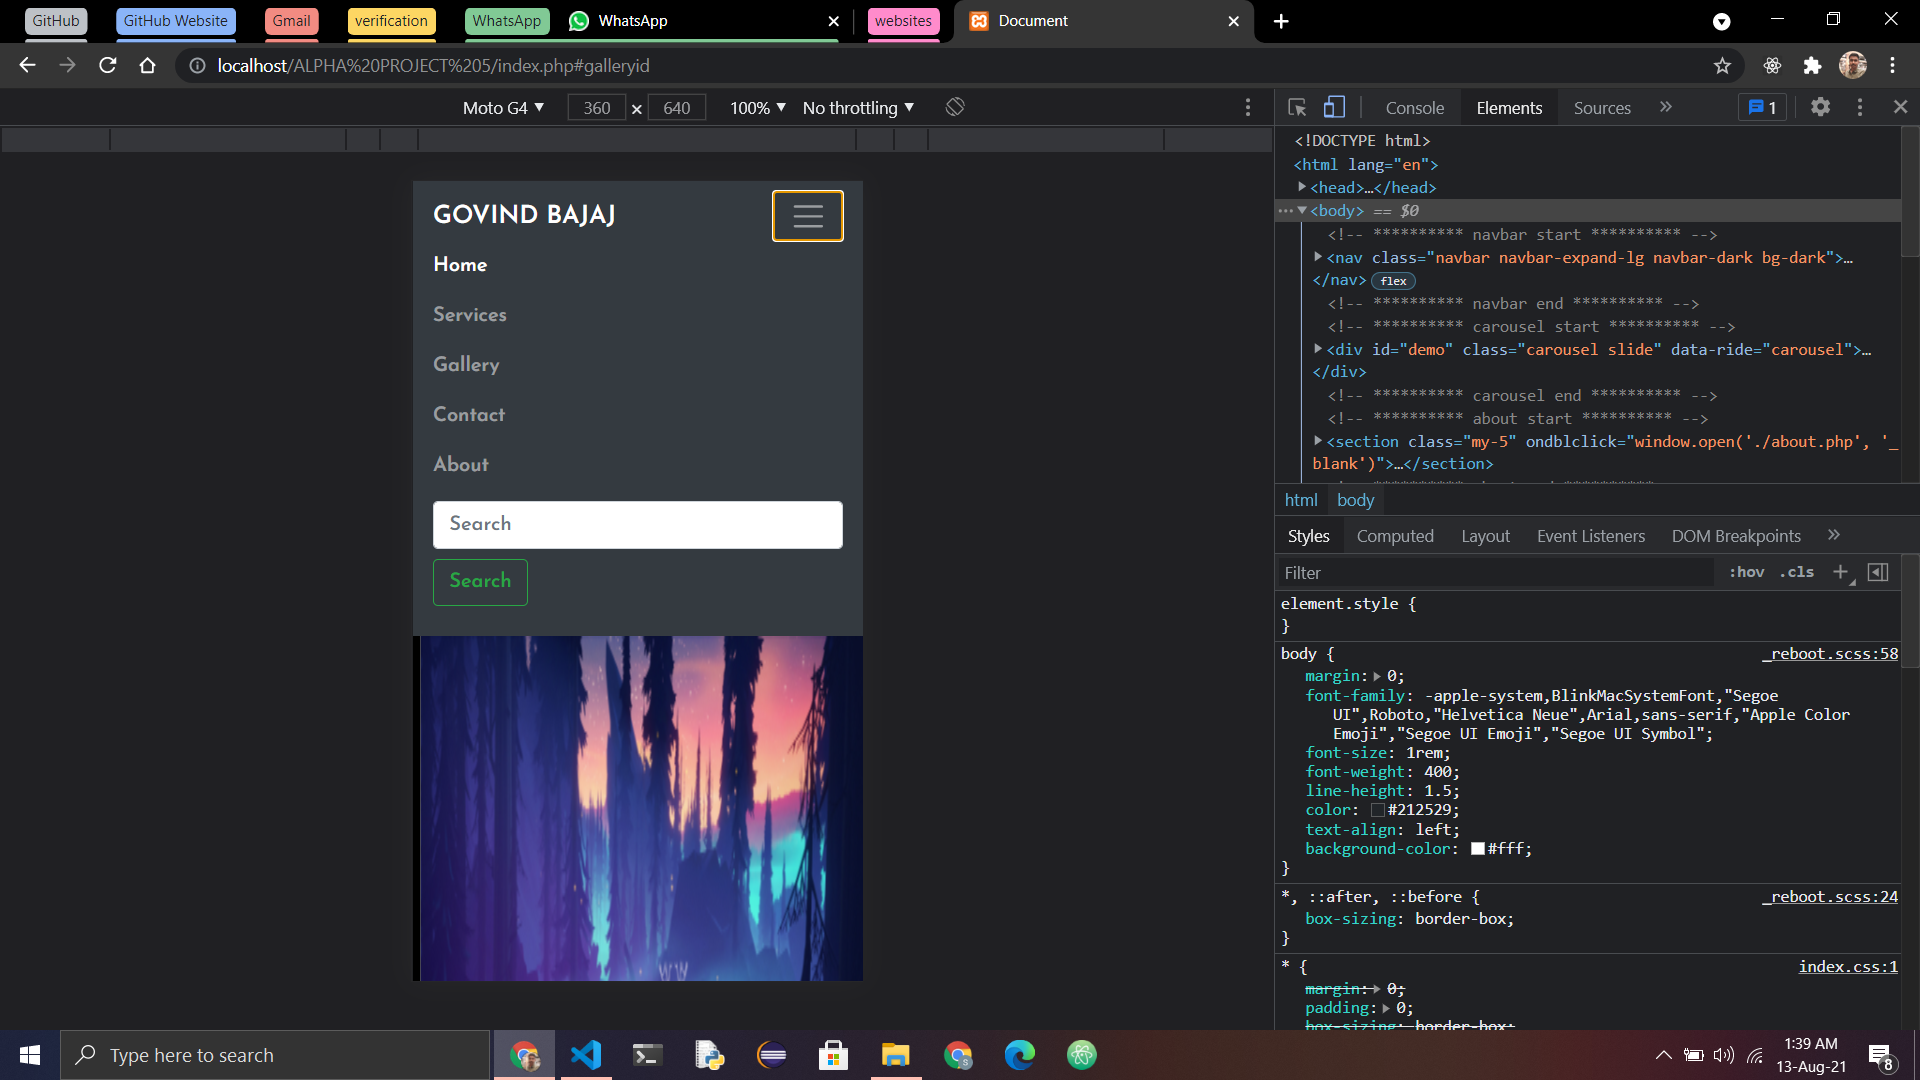 GitHub GitHub Website Gmail verification WhatsApp WhatsApp websites Document
localhost/ALPHA%20PROJECT%205/index.php#galleryid
Moto G4 360 × 640 100% No throttling
Console Elements Sources » 1
GOVIND BAJAJ
Home
Services
Gallery
Contact
About
Search
Search
<!DOCTYPE html>
<html lang="en">
<head>…</head>
<body> == $0
<!-- ********** navbar start ********** -->
<nav class="navbar navbar-expand-lg navbar-dark bg-dark">…
</nav> flex
<!-- ********** navbar end ********** -->
<!-- ********** carousel start ********** -->
<div id="demo" class="carousel slide" data-ride="carousel">…
</div>
<!-- ********** carousel end ********** -->
<!-- ********** about start ********** -->
<section class="my-5" ondblclick="window.open('./about.php', '_
blank')">…</section>
html body
Styles Computed Layout Event Listeners DOM Breakpoints »
Filter :hov .cls +
element.style {
}
body { _reboot.scss:58
margin: 0;
font-family: -apple-system,BlinkMacSystemFont,"Segoe
UI",Roboto,"Helvetica Neue",Arial,sans-serif,"Apple Color
Emoji","Segoe UI Emoji","Segoe UI Symbol";
font-size: 1rem;
font-weight: 400;
line-height: 1.5;
color: #212529;
text-align: left;
background-color: #fff;
}
*, ::after, ::before { _reboot.scss:24
box-sizing: border-box;
}
* { index.css:1
margin: 0;
padding: 0;
box-sizing: border-box;
Type here to search
1:39 AM
13-Aug-21
8